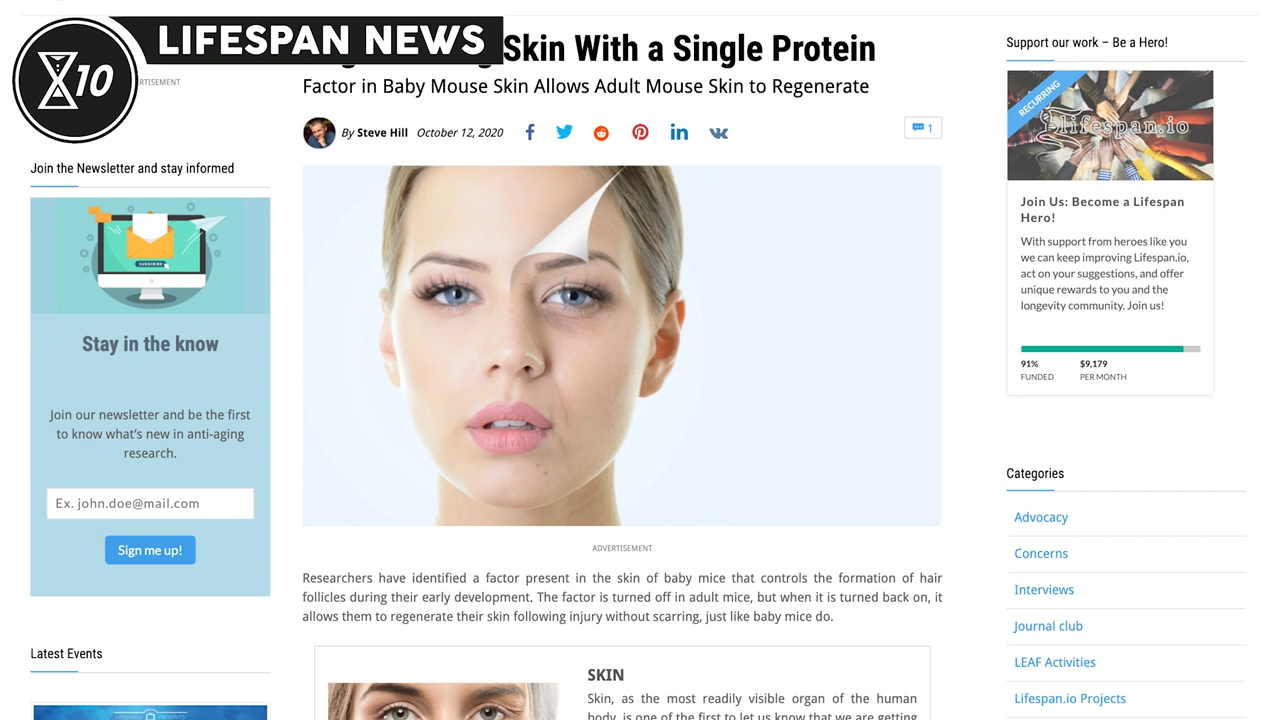 LIFESPAN NEWS
10
Skin With a Single Protein
RTISEMENT
Factor in Baby Mouse Skin Allows Adult Mouse Skin to Regenerate
By Steve Hill October 12, 2020
1
Join the Newsletter and stay informed
SUBSCRIBE
Stay in the know
Join our newsletter and be the first
to know what's new in anti-aging
research.
Ex. john.doe@mail.com
Sign me up!
Latest Events
ADVERTISEMENT
Researchers have identified a factor present in the skin of baby mice that controls the formation of hair
follicles during their early development. The factor is turned off in adult mice, but when it is turned back on, it
allows them to regenerate their skin following injury without scarring, just like baby mice do.
SKIN
Skin, as the most readily visible organ of the human
body, is one of the first to let us know that we are getting
Support our work – Be a Hero!
RECURRING
lifespan.io
Join Us: Become a Lifespan
Hero!
With support from heroes like you
we can keep improving Lifespan.io,
act on your suggestions, and offer
unique rewards to you and the
longevity community. Join us!
91% $9,179
FUNDED PER MONTH
Categories
Advocacy
Concerns
Interviews
Journal club
LEAF Activities
Lifespan.io Projects